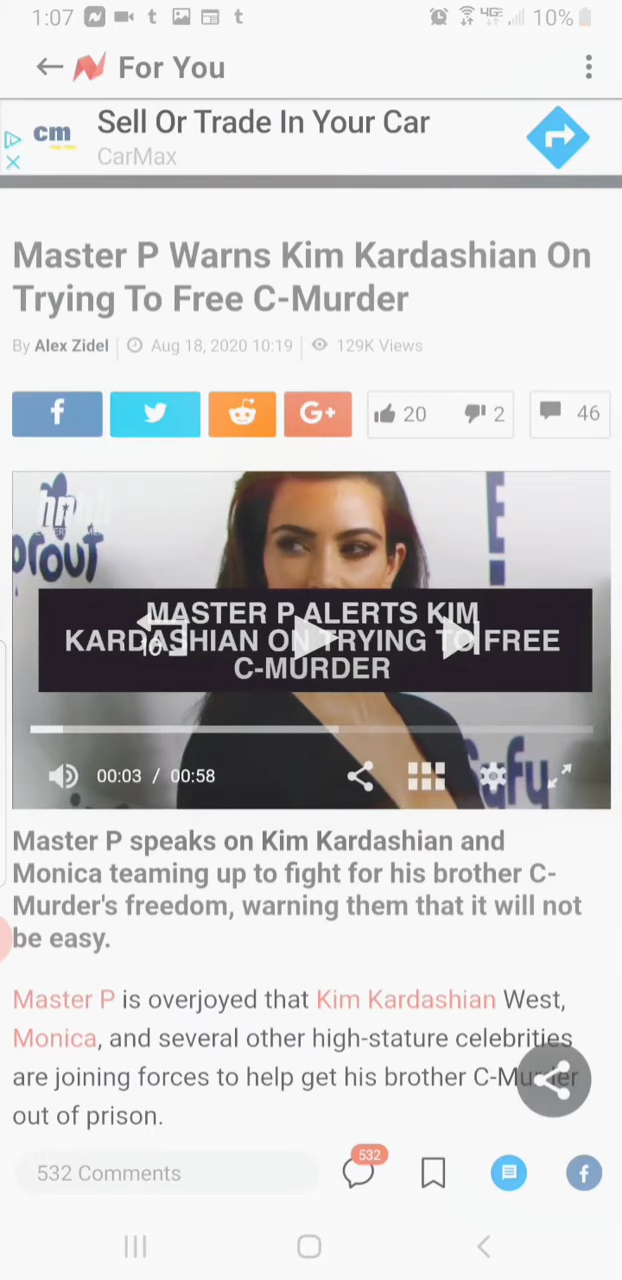 1:07
4GE
10%
For You
cm
Sell Or Trade In Your Car
CarMax
Master P Warns Kim Kardashian On
Trying To Free C-Murder
By Alex Zidel
Aug 18, 2020 10:19
129K Views
f
G+
20
2
46
hnhh
prout
E!
MASTER P ALERTS KIM
KARDASHIAN ON TRYING TO FREE
C-MURDER
10
Syfy
00:03 / 00:58
Master P speaks on Kim Kardashian and
Monica teaming up to fight for his brother C-
Murder's freedom, warning them that it will not
be easy.
Master P is overjoyed that Kim Kardashian West,
Monica, and several other high-stature celebrities
are joining forces to help get his brother C-Murder
out of prison.
532 Comments
532
f